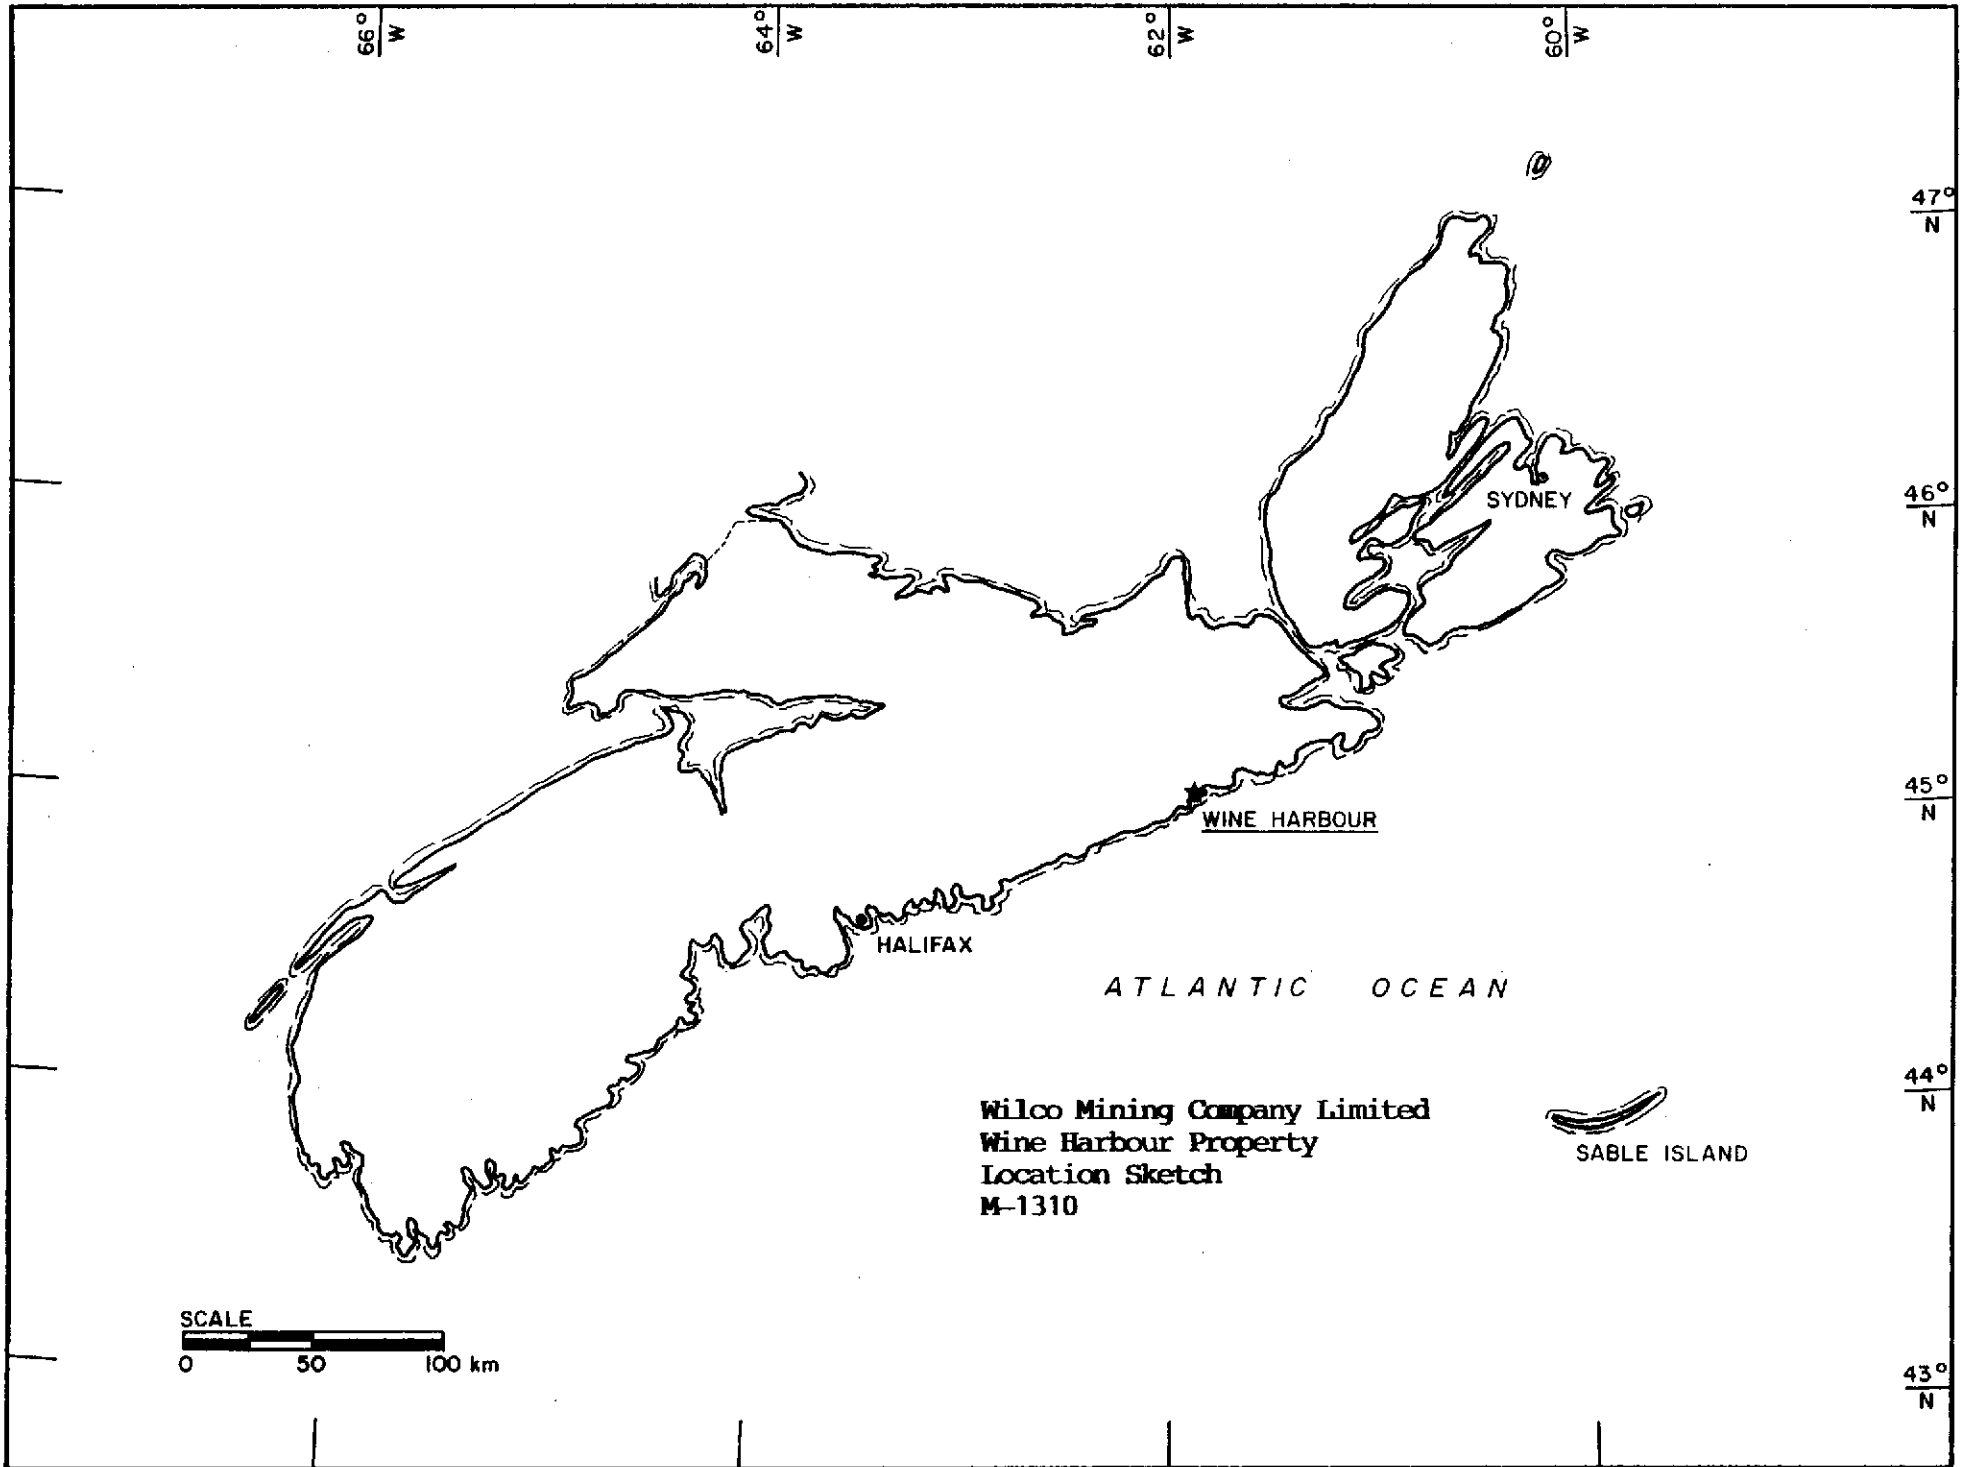 66° W
64° W
62° W
60° W
47° N
46° N
SYDNEY
45° N
WINE HARBOUR
HALIFAX
ATLANTIC OCEAN
44° N
Wilco Mining Company Limited
Wine Harbour Property
Location Sketch
M-1310
SABLE ISLAND
SCALE
0 50 100 km
43° N